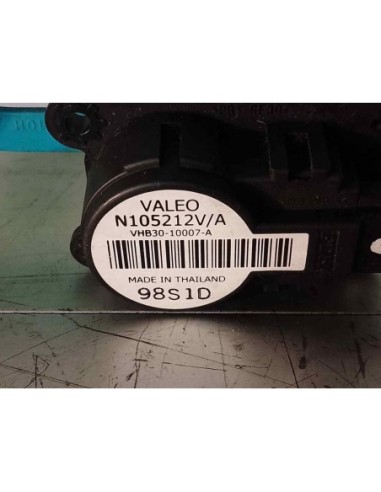 VALEO
N105212V/A
VHB30-10007-A
MADE IN THAILAND
98S1D